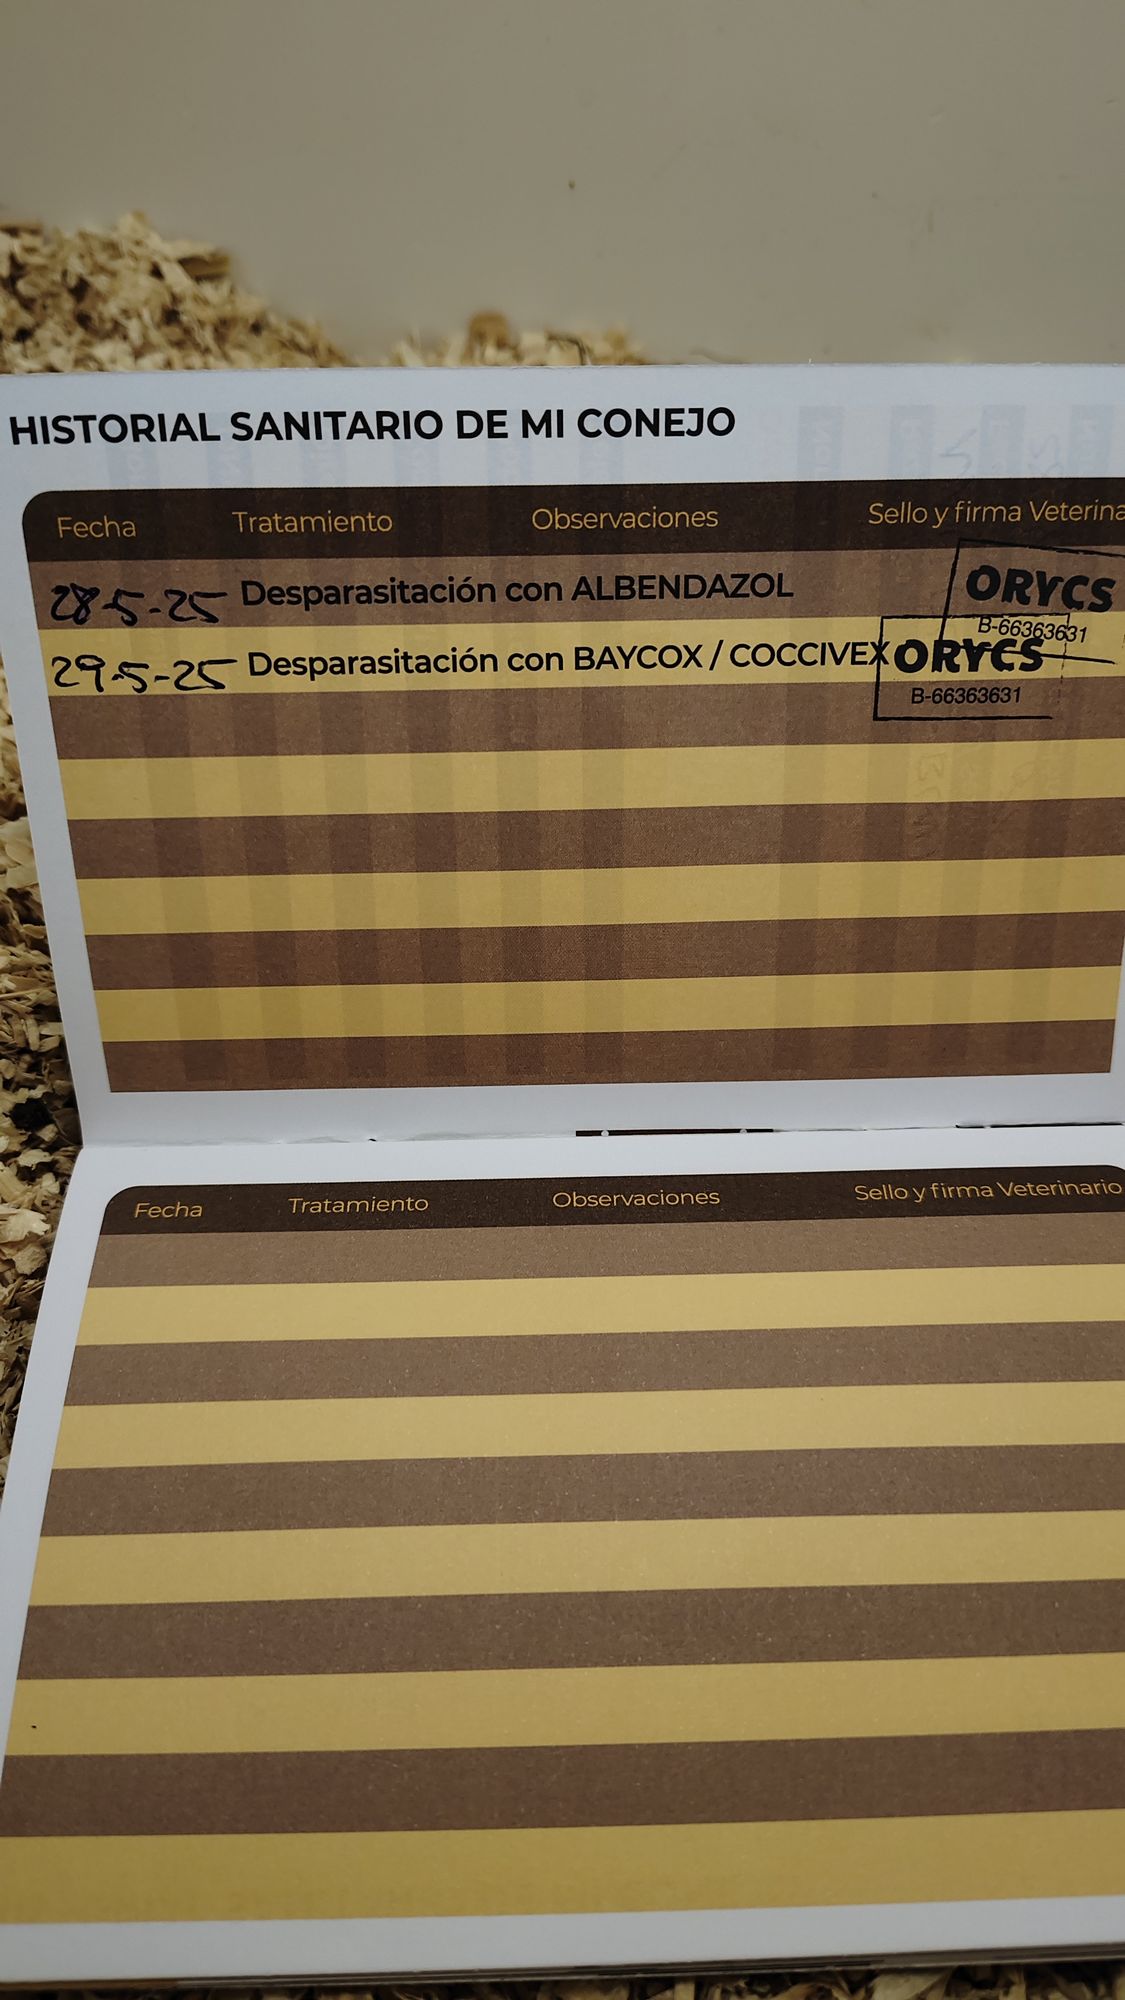 HISTORIAL SANITARIO DE MI CONEJO
Fecha Tratamiento Observaciones Sello y firma Veterina
28-5-25 Desparasitación con ALBENDAZOL ORYCS
B-66363631
29-5-25 Desparasitación con BAYCOX / COCCIVEX ORYCS
B-66363631
Fecha Tratamiento Observaciones Sello y firma Veterinario